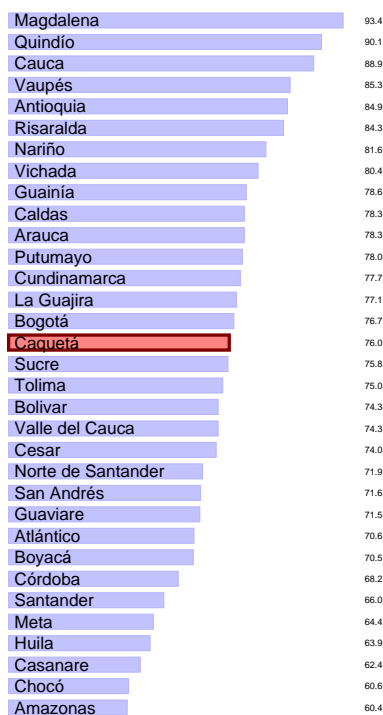 Magdalena 93.4
Quindío 90.1
Cauca 88.9
Vaupés 85.3
Antioquia 84.9
Risaralda 84.3
Nariño 81.6
Vichada 80.4
Guainía 78.6
Caldas 78.3
Arauca 78.3
Putumayo 78.0
Cundinamarca 77.7
La Guajira 77.1
Bogotá 76.7
Caquetá 76.0
Sucre 75.8
Tolima 75.0
Bolivar 74.3
Valle del Cauca 74.3
Cesar 74.0
Norte de Santander 71.9
San Andrés 71.6
Guaviare 71.5
Atlántico 70.6
Boyacá 70.5
Córdoba 68.2
Santander 66.0
Meta 64.4
Huila 63.9
Casanare 62.4
Chocó 60.6
Amazonas 60.4